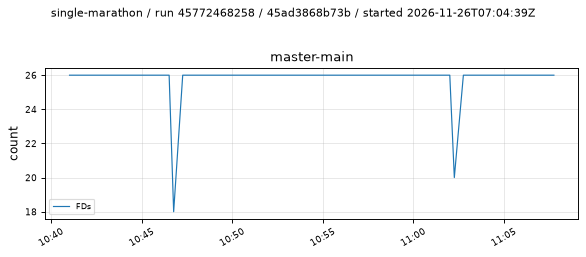 single-marathon / run 45772468258 / 45ad3868b73b / started 2026-11-26T07:04:39Z
master-main
count
26
24
22
20
18
FDs
10:40
10:45
10:50
10:55
11:00
11:05